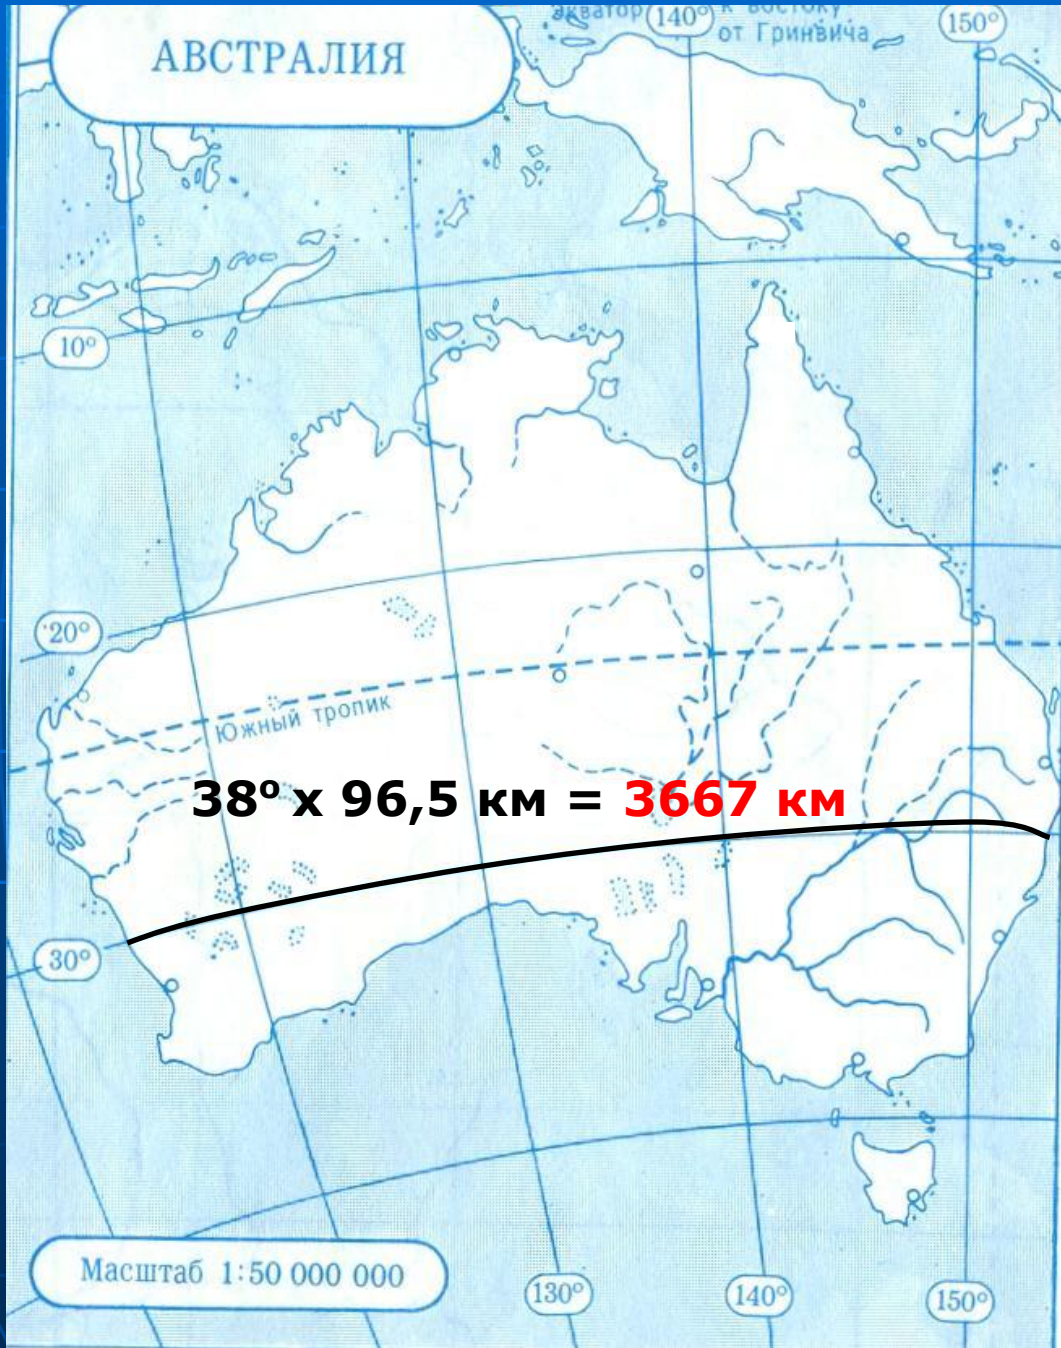 экватор 140° к востоку 150°
АВСТРАЛИЯ от Гринвича
10°
20°
Южный тропик
38° х 96,5 км = 3667 км
30°
Масштаб 1:50 000 000
130° 140° 150°